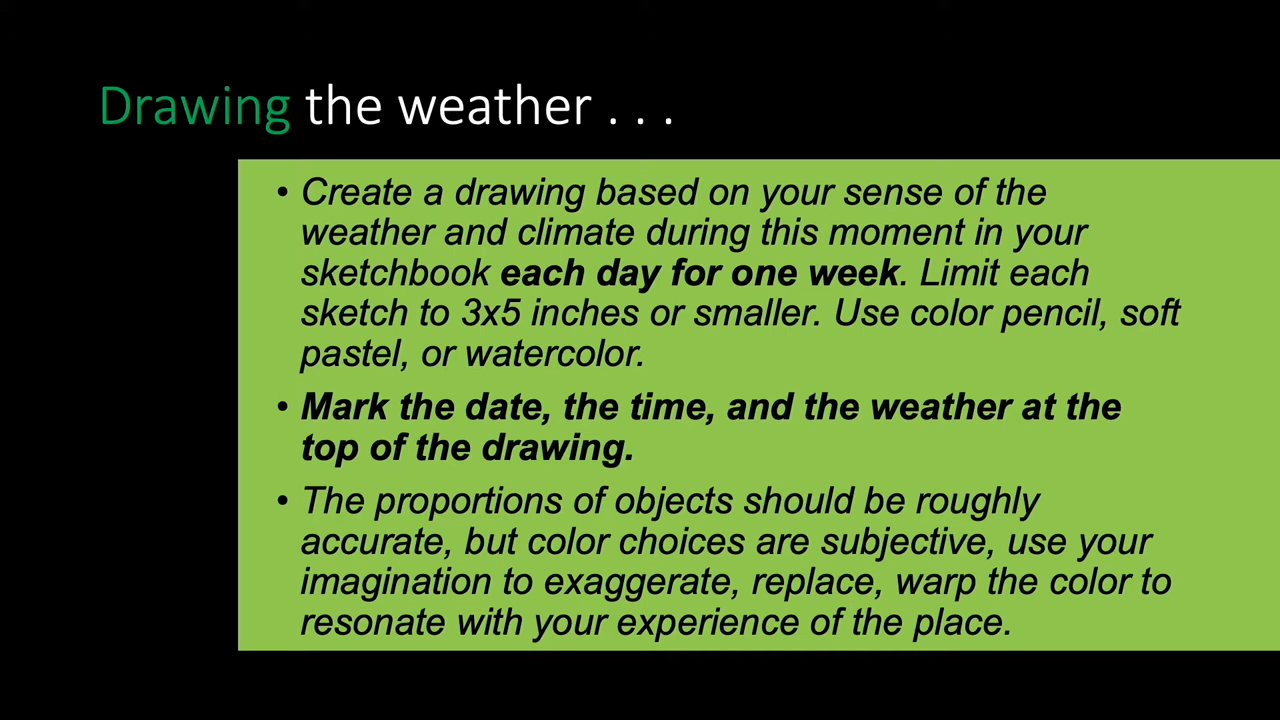 Drawing the weather . . .
• Create a drawing based on your sense of the
weather and climate during this moment in your
sketchbook each day for one week. Limit each
sketch to 3x5 inches or smaller. Use color pencil, soft
pastel, or watercolor.
• Mark the date, the time, and the weather at the
top of the drawing.
• The proportions of objects should be roughly
accurate, but color choices are subjective, use your
imagination to exaggerate, replace, warp the color to
resonate with your experience of the place.